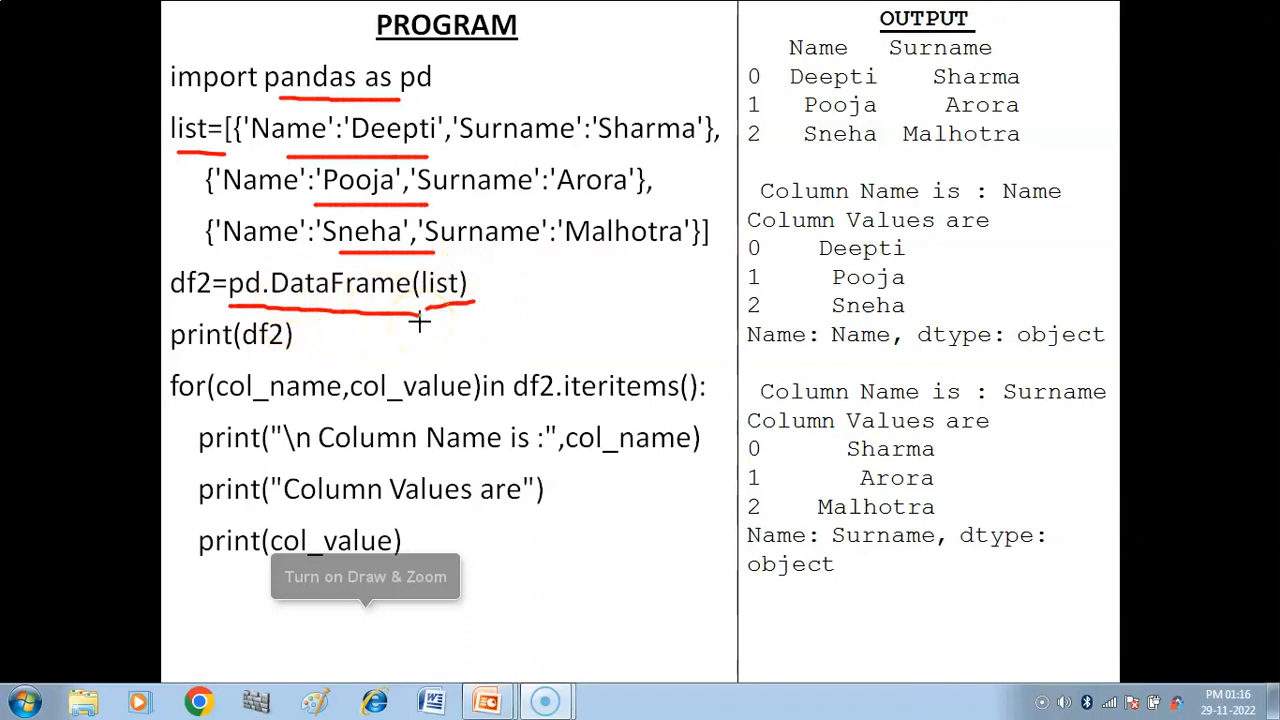 PROGRAM
import pandas as pd
list=[{'Name':'Deepti','Surname':'Sharma'},
{'Name':'Pooja','Surname':'Arora'},
{'Name':'Sneha','Surname':'Malhotra'}]
df2=pd.DataFrame(list)
print(df2)
for(col_name,col_value)in df2.iteritems():
print("\n Column Name is :",col_name)
print("Column Values are")
print(col_value)
Turn on Draw & Zoom
OUTPUT
Name Surname
0 Deepti Sharma
1 Pooja Arora
2 Sneha Malhotra
Column Name is : Name
Column Values are
0 Deepti
1 Pooja
2 Sneha
Name: Name, dtype: object
Column Name is : Surname
Column Values are
0 Sharma
1 Arora
2 Malhotra
Name: Surname, dtype:
object
PM 01:16
29-11-2022